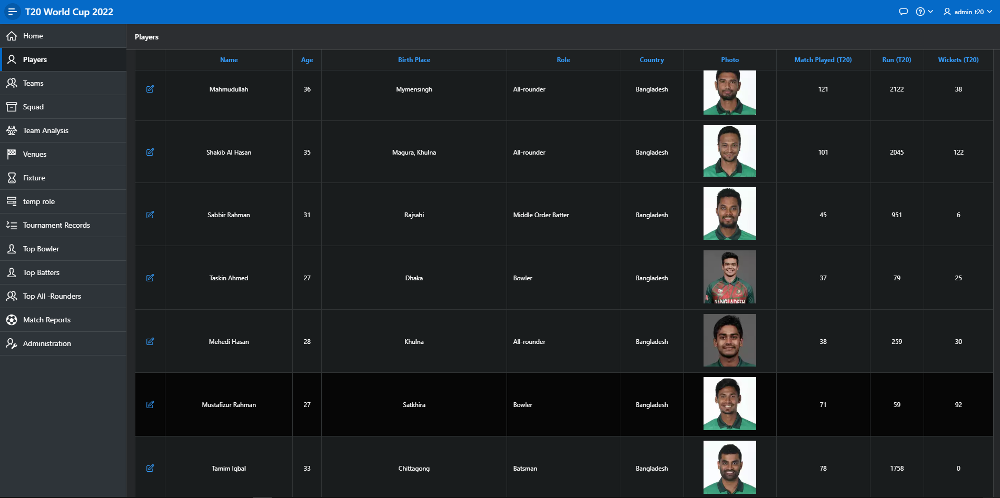 T20 World Cup 2022
admin_t20
Home
Players
Teams
Squad
Team Analysis
Venues
Fixture
temp role
Tournament Records
Top Bowler
Top Batters
Top All -Rounders
Match Reports
Administration
Players
Name Age Birth Place Role Country Photo Match Played (T20) Run (T20) Wickets (T20)
Mahmudullah 36 Mymensingh All-rounder Bangladesh 121 2122 38
Shakib Al Hasan 35 Magura, Khulna All-rounder Bangladesh 101 2045 122
Sabbir Rahman 31 Rajsahi Middle Order Batter Bangladesh 45 951 6
Taskin Ahmed 27 Dhaka Bowler Bangladesh 37 79 25
BANGLADESH
Mehedi Hasan 28 Khulna All-rounder Bangladesh 38 259 30
Mustafizur Rahman 27 Satkhira Bowler Bangladesh 71 59 92
Tamim Iqbal 33 Chittagong Batsman Bangladesh 78 1758 0